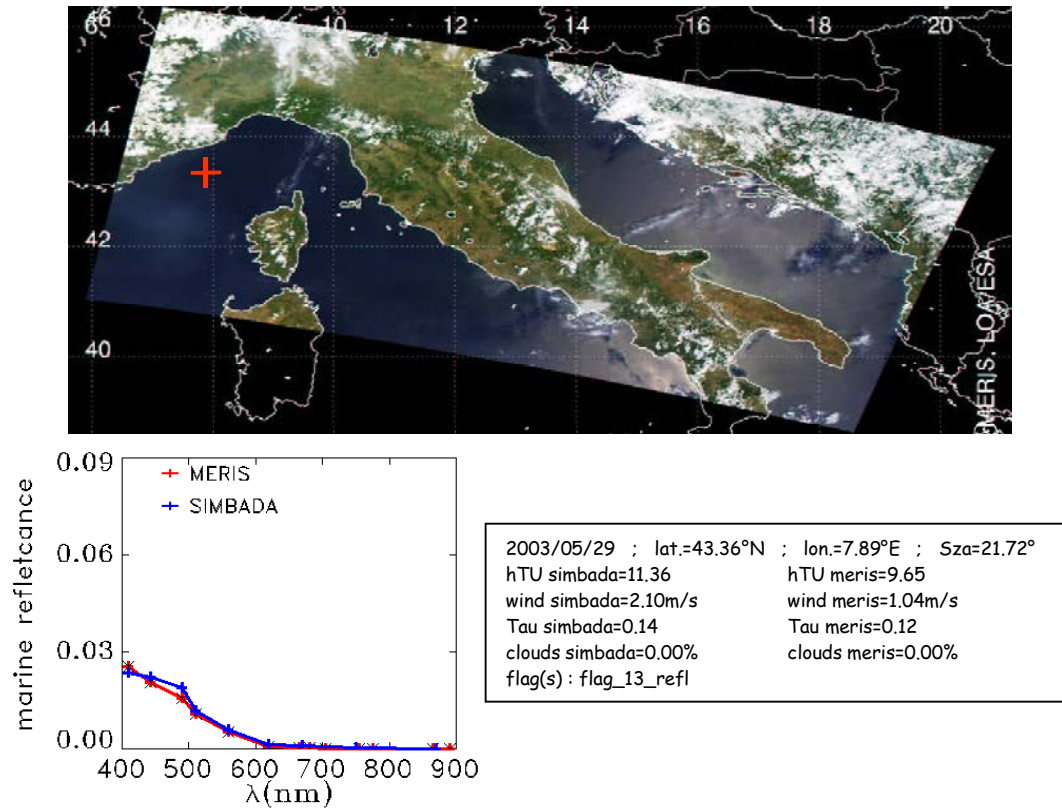 6 8 10 12 14 16 18 20
46
44
42
40
MERIS. LOA/ESA
marine refletcance
0.09
0.06
0.03
0.00
MERIS
SIMBADA
400 500 600 700 800 900
λ(nm)
2003/05/29 ; lat.=43.36°N ; lon.=7.89°E ; Sza=21.72°
hTU simbada=11.36 hTU meris=9.65
wind simbada=2.10m/s wind meris=1.04m/s
Tau simbada=0.14 Tau meris=0.12
clouds simbada=0.00% clouds meris=0.00%
flag(s) : flag_13_refl